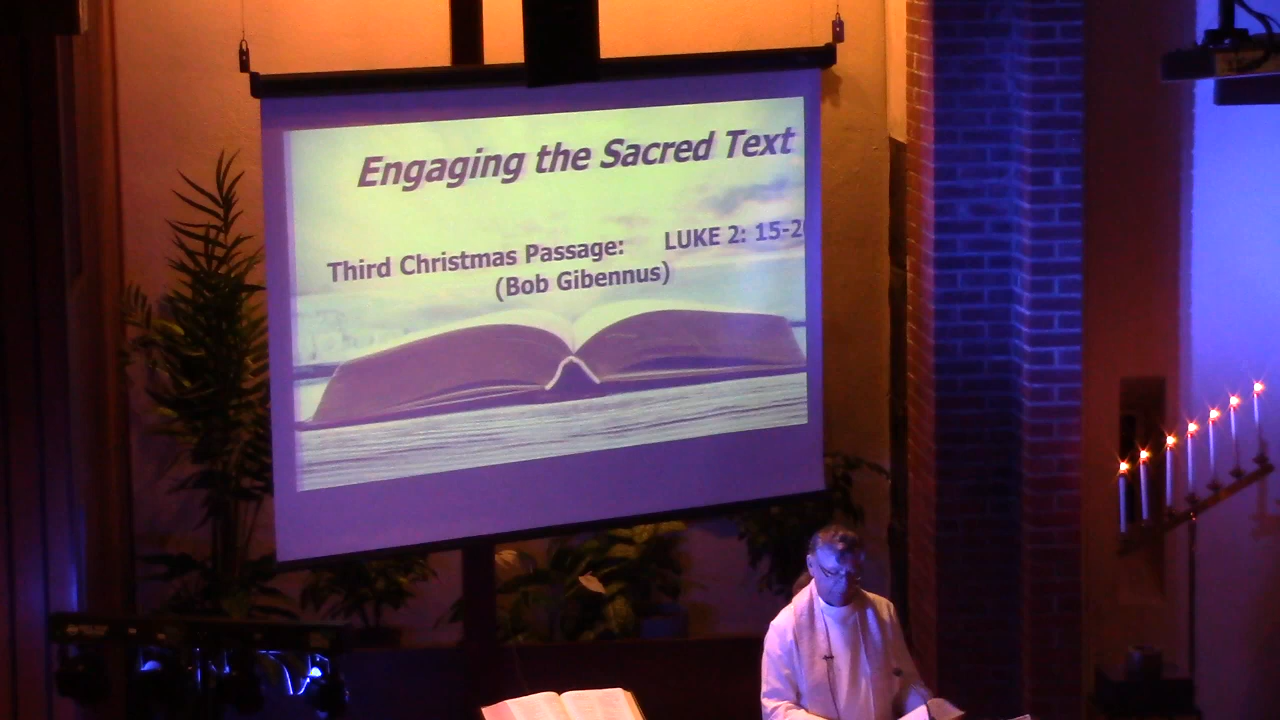 Engaging the Sacred Text
Third Christmas Passage: LUKE 2: 15-2
(Bob Gibennus)